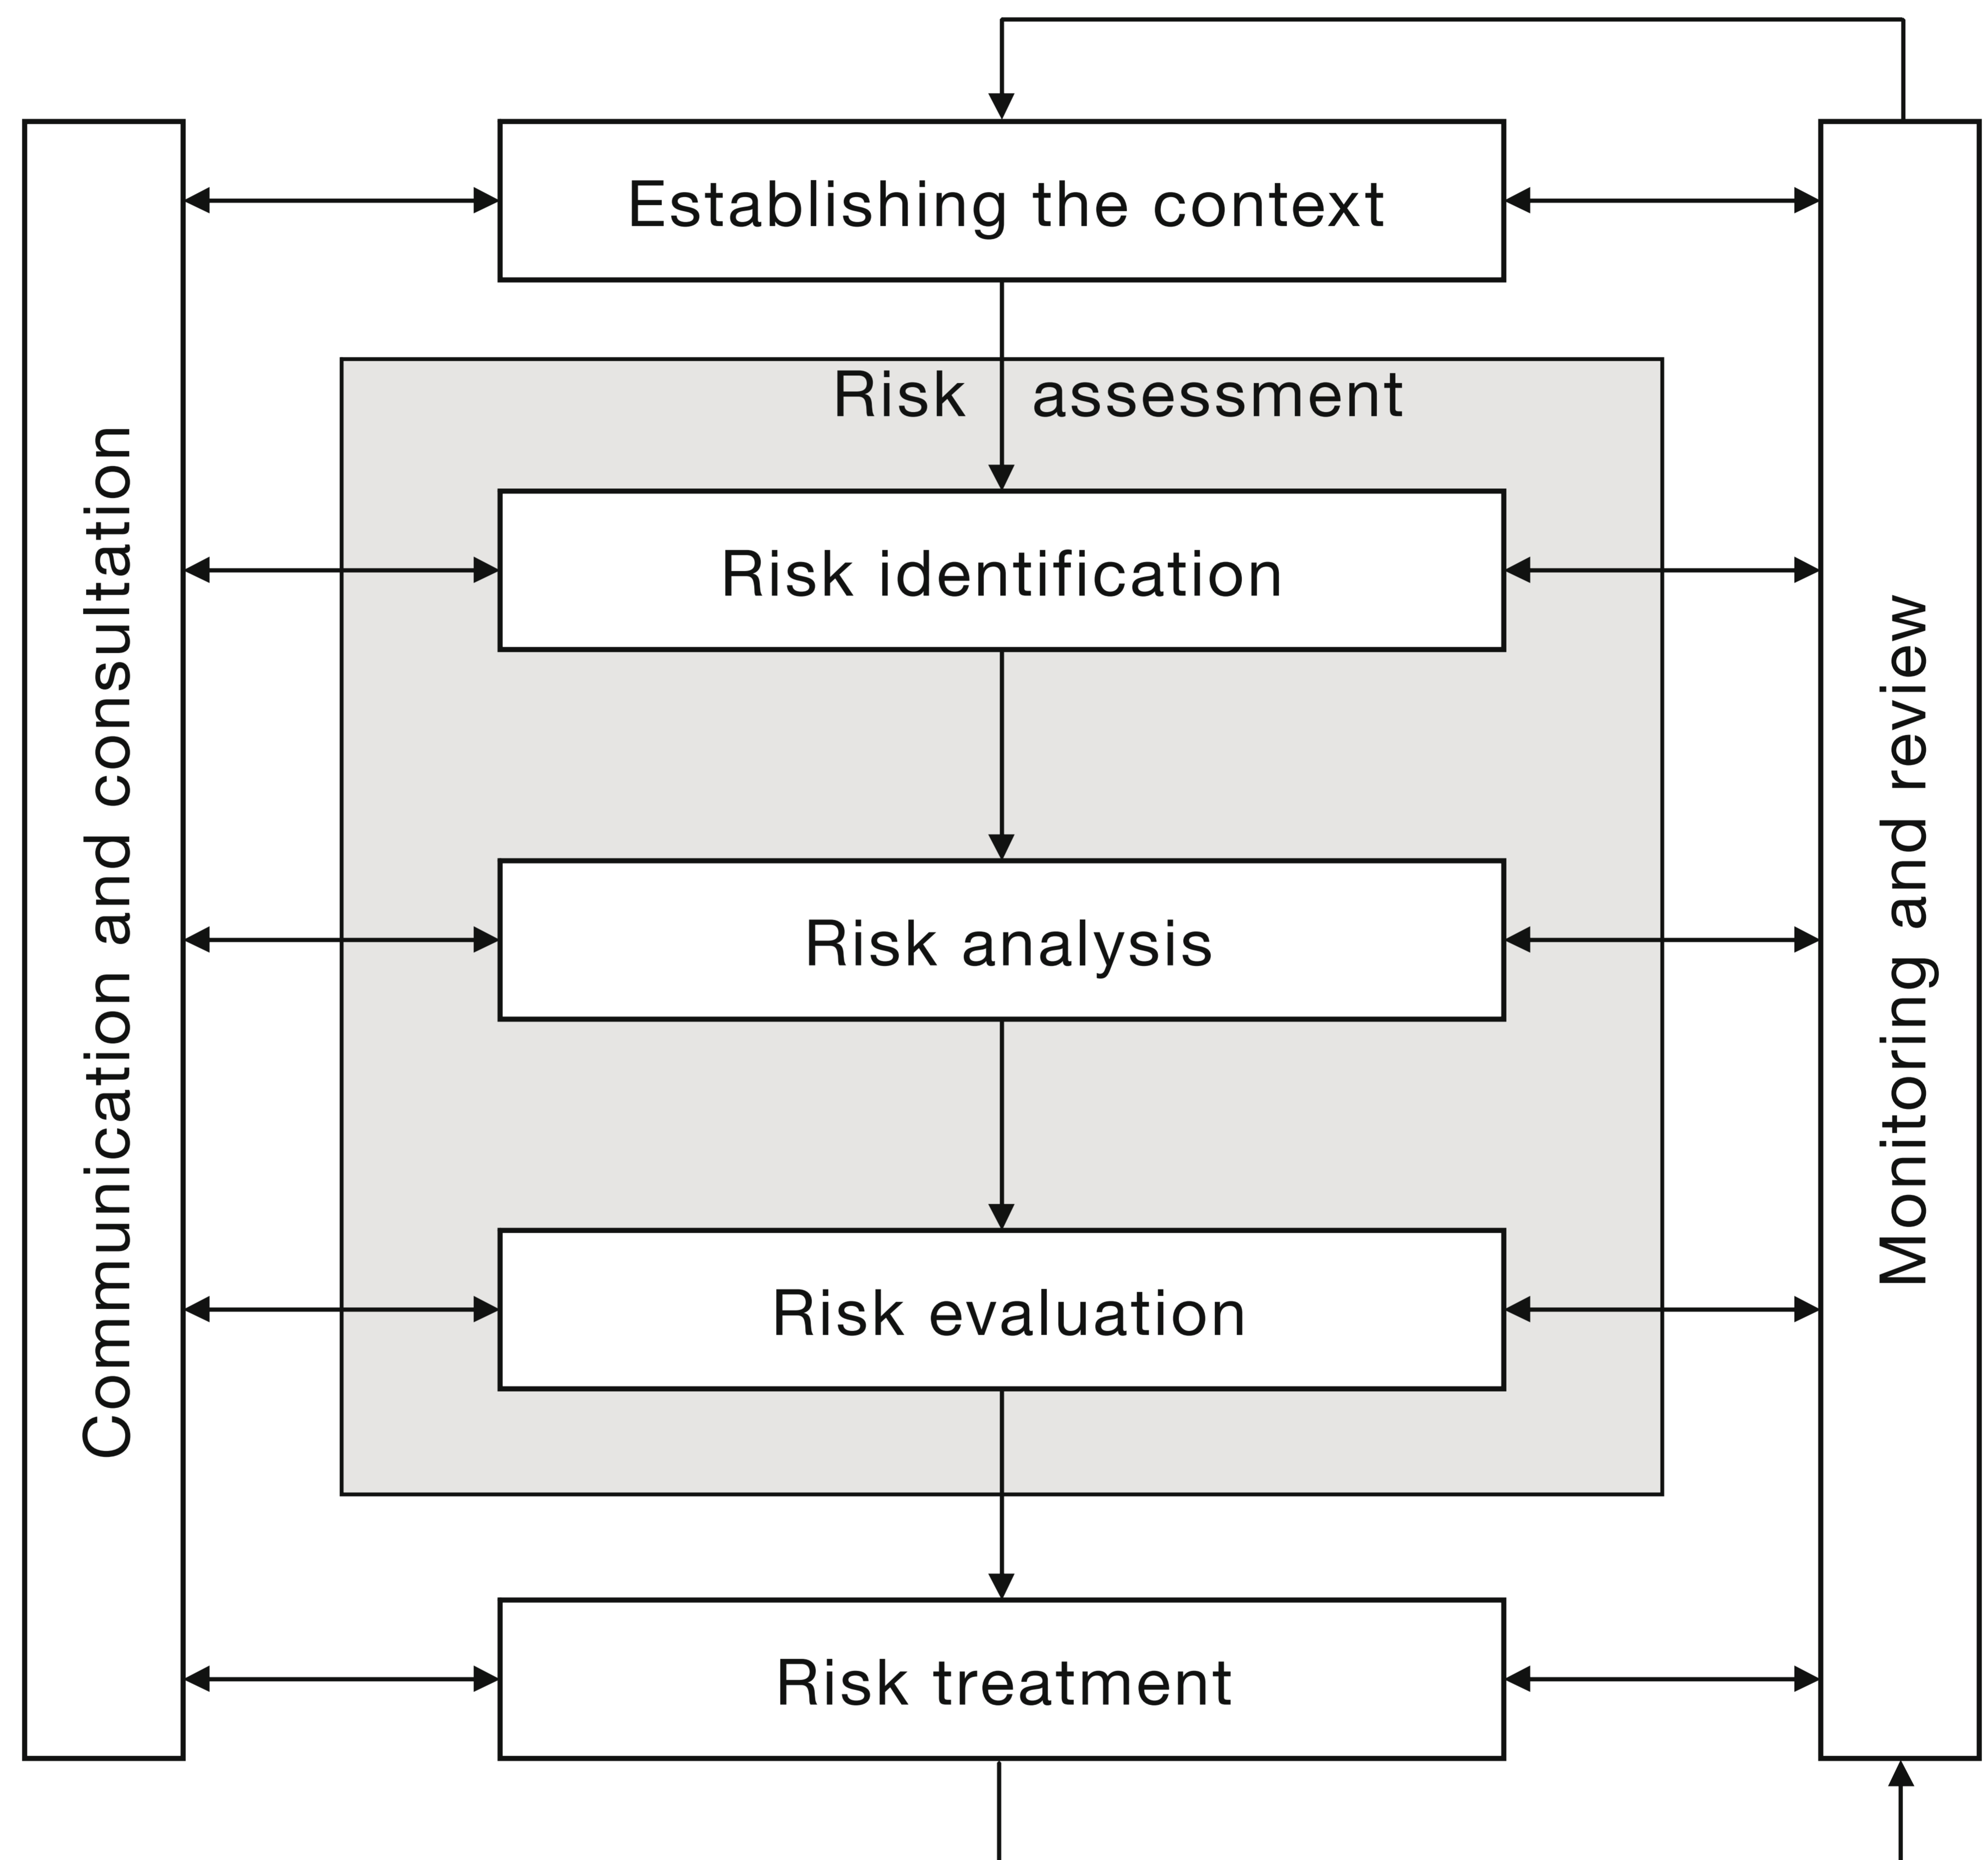 Establishing the context
Risk assessment
Risk identification
Risk analysis
Risk evaluation
Risk treatment
Communication and consultation
Monitoring and review